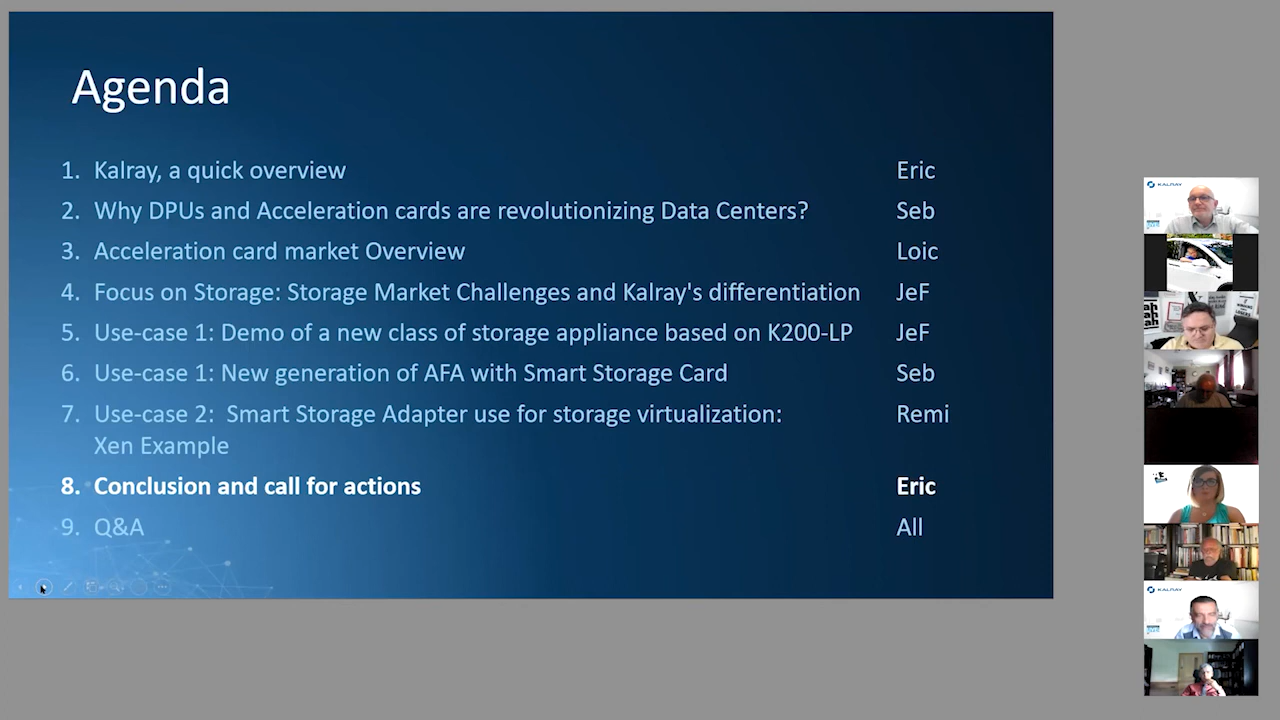 Agenda
1. Kalray, a quick overview Eric
2. Why DPUs and Acceleration cards are revolutionizing Data Centers? Seb
3. Acceleration card market Overview Loic
4. Focus on Storage: Storage Market Challenges and Kalray's differentiation JeF
5. Use-case 1: Demo of a new class of storage appliance based on K200-LP JeF
6. Use-case 1: New generation of AFA with Smart Storage Card Seb
7. Use-case 2: Smart Storage Adapter use for storage virtualization: Remi
Xen Example
8. Conclusion and call for actions Eric
9. Q&A All
KALRAY
KALRAY